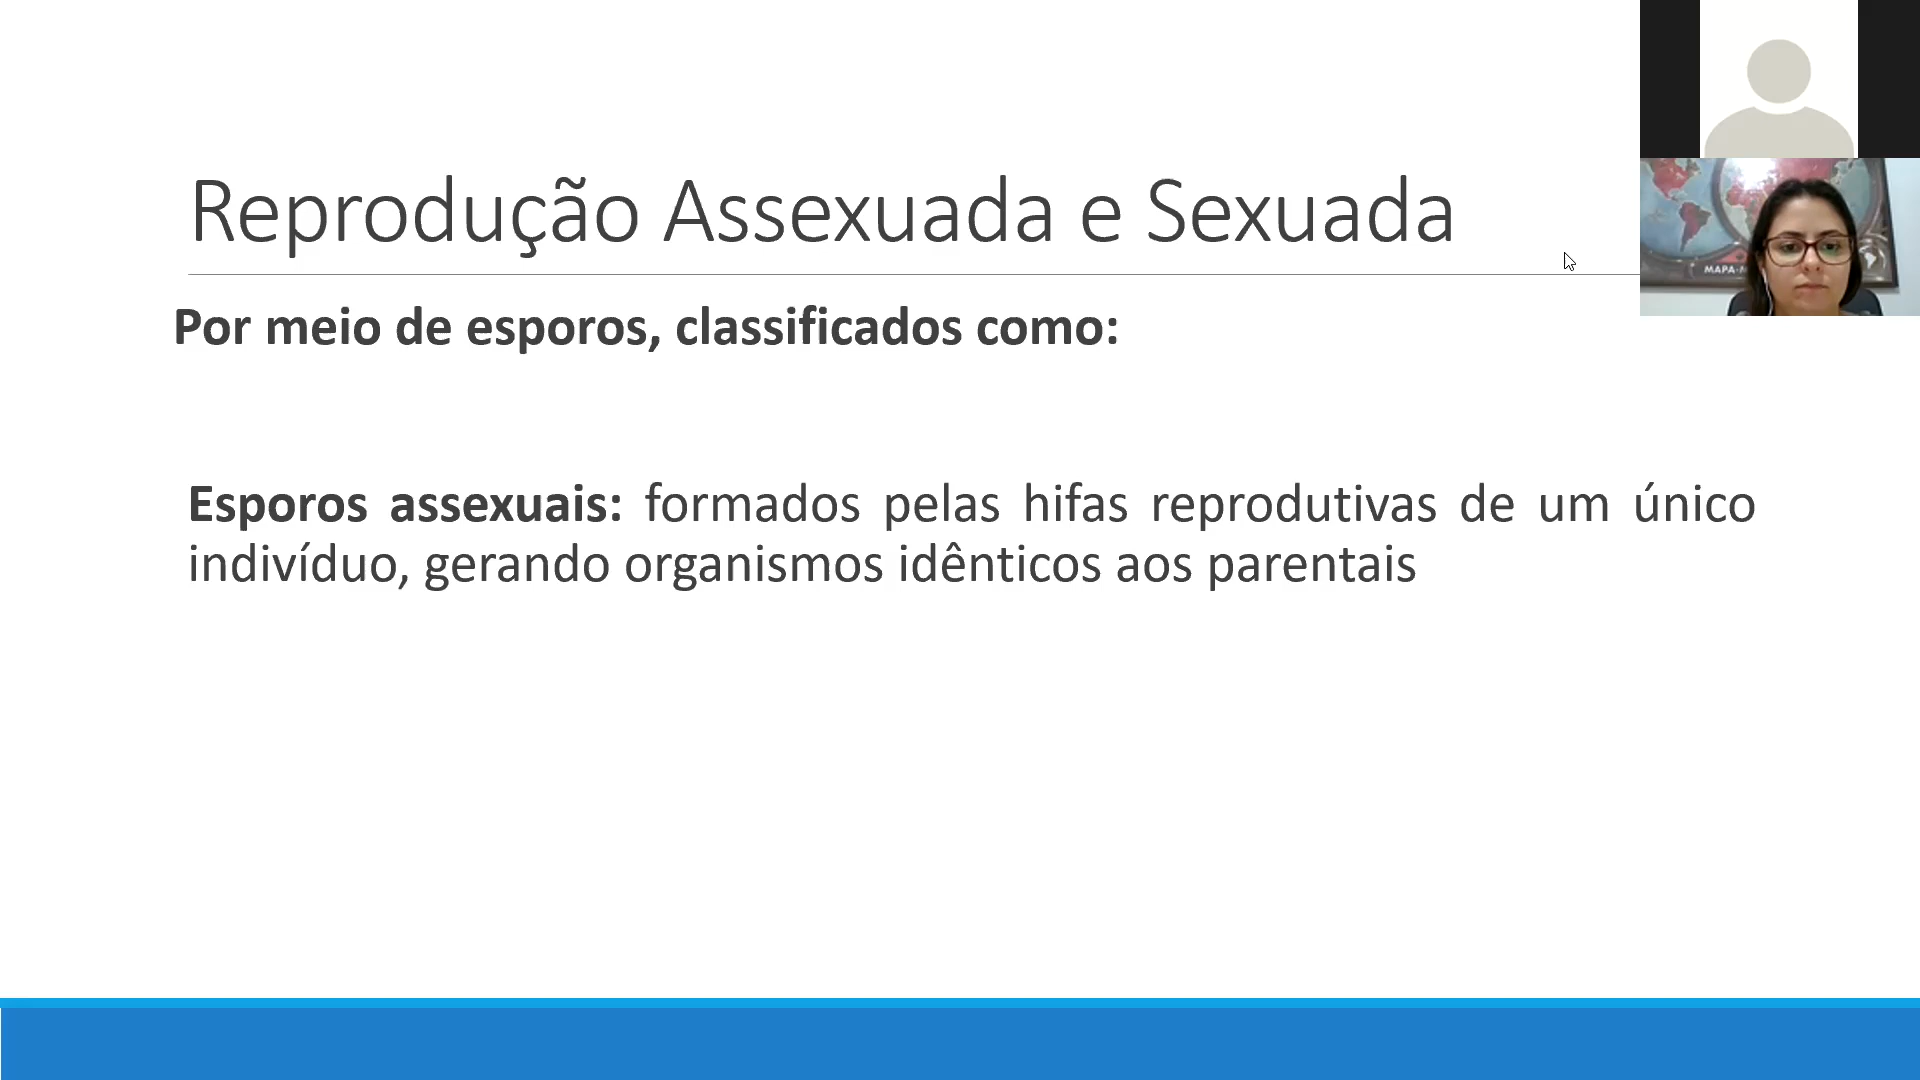 Reprodução Assexuada e Sexuada
Por meio de esporos, classificados como:
Esporos assexuais: formados pelas hifas reprodutivas de um único
indivíduo, gerando organismos idênticos aos parentais
MAPA-M